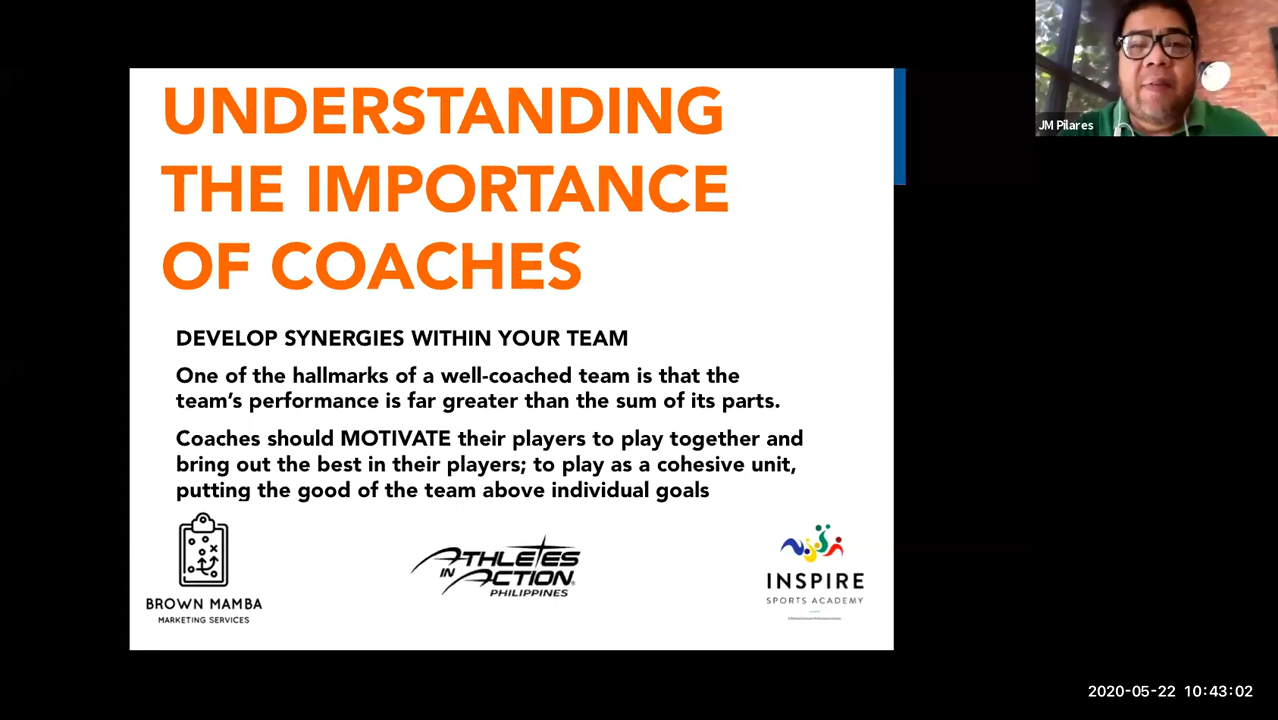 UNDERSTANDING
THE IMPORTANCE
OF COACHES
DEVELOP SYNERGIES WITHIN YOUR TEAM
One of the hallmarks of a well-coached team is that the
team's performance is far greater than the sum of its parts.
Coaches should MOTIVATE their players to play together and
bring out the best in their players; to play as a cohesive unit,
putting the good of the team above individual goals
BROWN MAMBA
MARKETING SERVICES
ATHLETES
IN ACTION
PHILIPPINES
INSPIRE
SPORTS ACADEMY
JM Pilares
2020-05-22 10:43:02